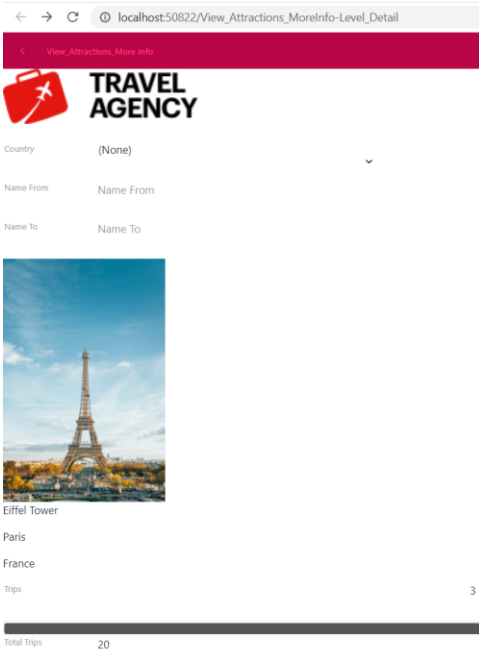 localhost:50822/View_Attractions_MoreInfo-Level_Detail
View_Attractions_More Info
TRAVEL
AGENCY
Country (None)
Name From Name From
Name To Name To
Eiffel Tower
Paris
France
Trips 3
Total Trips 20